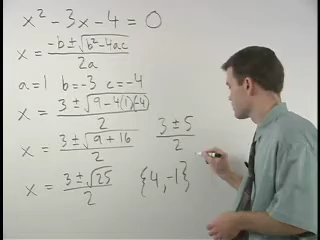 x² - 3x - 4 = 0
x = (-b ± √(b² - 4ac)) / 2a
a = 1 b = -3 c = -4
x = (3 ± √(9 - 4(1)(-4))) / 2
x = (3 ± √(9 + 16)) / 2
(3 ± 5) / 2
x = (3 ± √25) / 2
{4, -1}